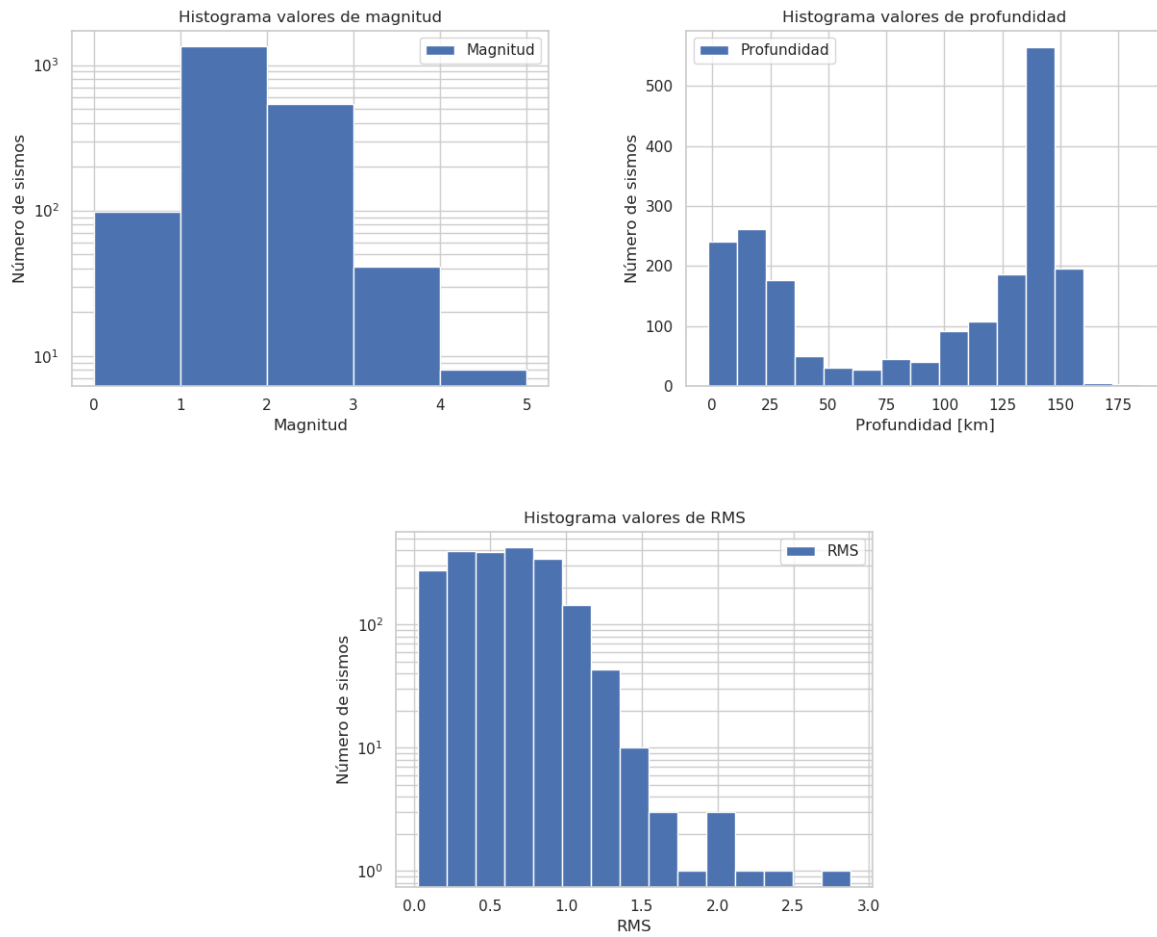 Histograma valores de magnitud
Magnitud
10³
10²
10¹
Número de sismos
0 1 2 3 4 5
Magnitud
Histograma valores de profundidad
Profundidad
500
400
300
200
100
0
Número de sismos
0 25 50 75 100 125 150 175
Profundidad [km]
Histograma valores de RMS
RMS
10²
10¹
10⁰
Número de sismos
0.0 0.5 1.0 1.5 2.0 2.5 3.0
RMS